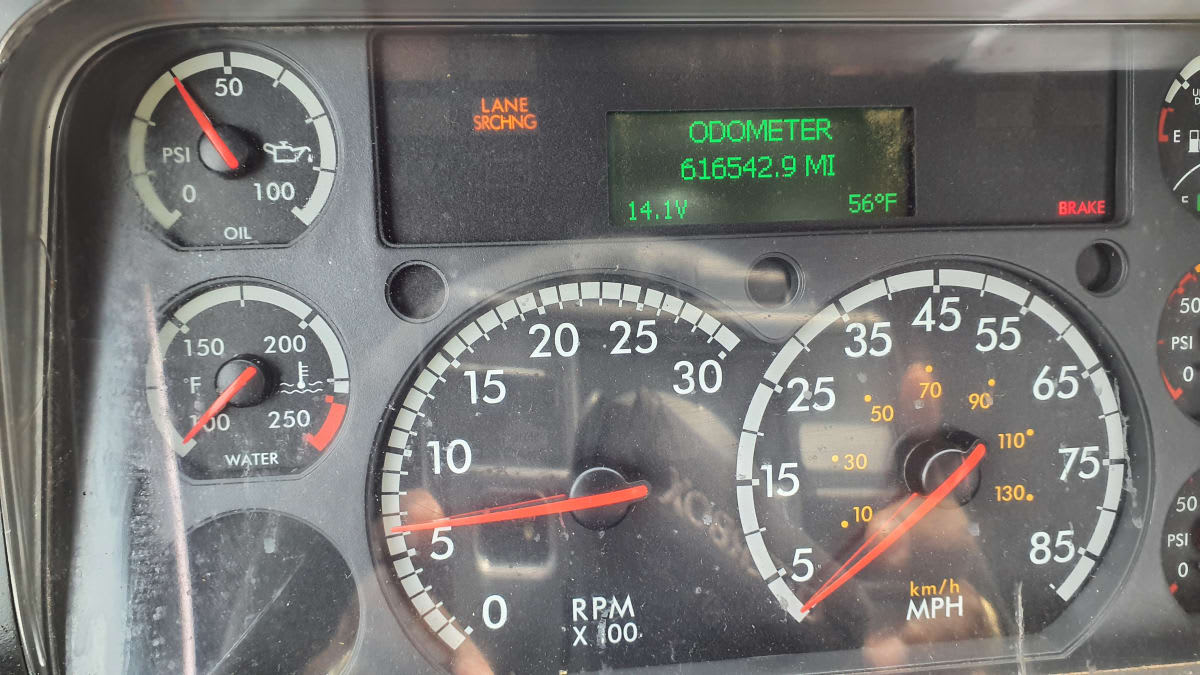 50
PSI
0
100
OIL
LANE
SRCHNG
ODOMETER
616542.9 MI
14.1V
56°F
BRAKE
E
150
200
°F
100
250
WATER
0
5
10
15
20
25
30
RPM
X 100
5
15
25
35
45
55
65
75
85
10
30
50
70
90
110
130
km/h
MPH
50
PSI
0
50
PSI
0